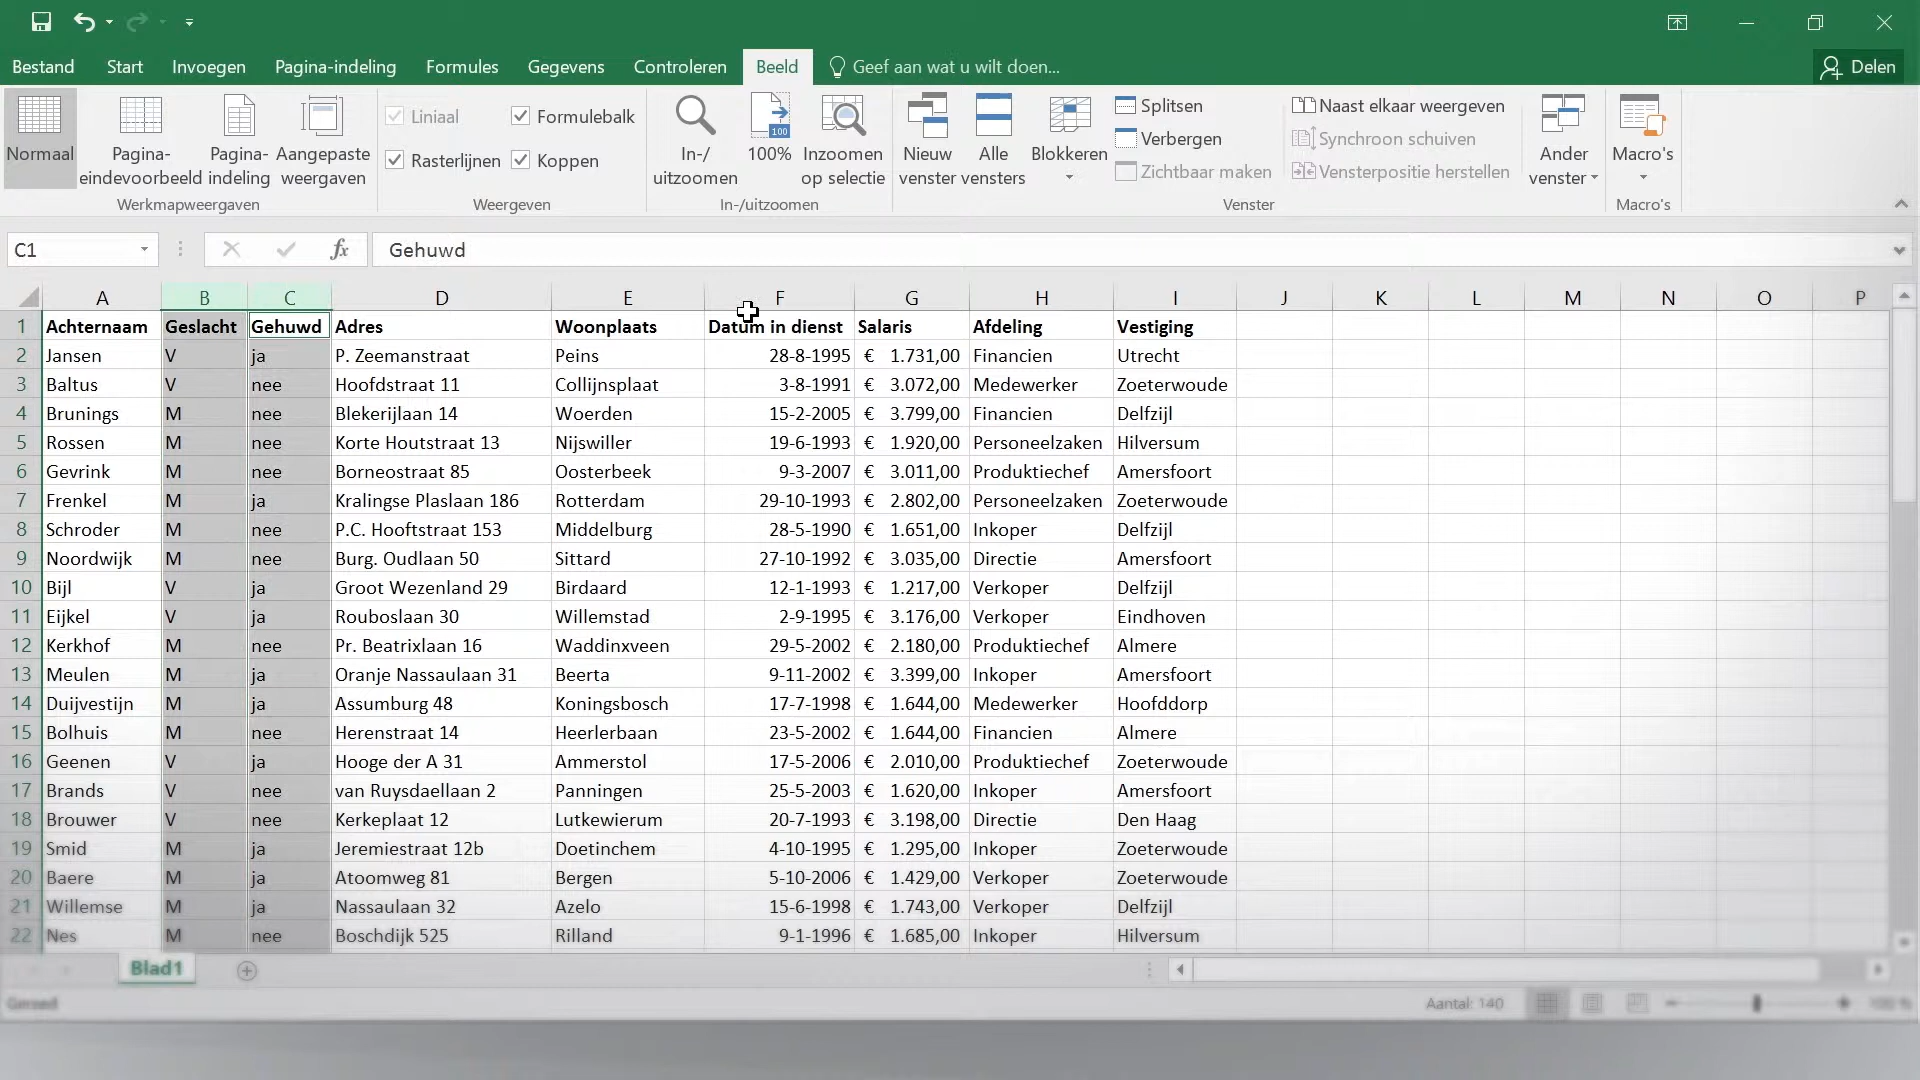 Bestand Start Invoegen Pagina-indeling Formules Gegevens Controleren Beeld Geef aan wat u wilt doen... Delen
Normaal
Pagina-eindevoorbeeld
Pagina-indeling
Aangepaste weergaven
Werkmapweergaven
Liniaal Formulebalk
Rasterlijnen Koppen
Weergeven
In-/uitzoomen
100
100%
Inzoomen op selectie
In-/uitzoomen
Nieuw venster
Alle vensters
Blokkeren
Splitsen
Verbergen
Zichtbaar maken
Naast elkaar weergeven
Synchroon schuiven
Vensterpositie herstellen
Ander venster
Venster
Macro's
Macro's
C1 fx Gehuwd
A B C D E F G H I J K L M N O P
1 Achternaam Geslacht Gehuwd Adres Woonplaats Datum in dienst Salaris Afdeling Vestiging
2 Jansen V ja P. Zeemanstraat Peins 28-8-1995 € 1.731,00 Financien Utrecht
3 Baltus V nee Hoofdstraat 11 Collijnsplaat 3-8-1991 € 3.072,00 Medewerker Zoeterwoude
4 Brunings M nee Blekerijlaan 14 Woerden 15-2-2005 € 3.799,00 Financien Delfzijl
5 Rossen M nee Korte Houtstraat 13 Nijswiller 19-6-1993 € 1.920,00 Personeelzaken Hilversum
6 Gevrink M nee Borneostraat 85 Oosterbeek 9-3-2007 € 3.011,00 Produktiechef Amersfoort
7 Frenkel M ja Kralingse Plaslaan 186 Rotterdam 29-10-1993 € 2.802,00 Personeelzaken Zoeterwoude
8 Schroder M nee P.C. Hooftstraat 153 Middelburg 28-5-1990 € 1.651,00 Inkoper Delfzijl
9 Noordwijk M nee Burg. Oudlaan 50 Sittard 27-10-1992 € 3.035,00 Directie Amersfoort
10 Bijl V ja Groot Wezenland 29 Birdaard 12-1-1993 € 1.217,00 Verkoper Delfzijl
11 Eijkel V ja Rouboslaan 30 Willemstad 2-9-1995 € 3.176,00 Verkoper Eindhoven
12 Kerkhof M nee Pr. Beatrixlaan 16 Waddinxveen 29-5-2002 € 2.180,00 Produktiechef Almere
13 Meulen M ja Oranje Nassaulaan 31 Beerta 9-11-2002 € 3.399,00 Inkoper Amersfoort
14 Duijvestijn M ja Assumburg 48 Koningsbosch 17-7-1998 € 1.644,00 Medewerker Hoofddorp
15 Bolhuis M nee Herenstraat 14 Heerlerbaan 23-5-2002 € 1.644,00 Financien Almere
16 Geenen V ja Hooge der A 31 Ammerstol 17-5-2006 € 2.010,00 Produktiechef Zoeterwoude
17 Brands V nee van Ruysdaellaan 2 Panningen 25-5-2003 € 1.620,00 Inkoper Amersfoort
18 Brouwer V nee Kerkeplaat 12 Lutkewierum 20-7-1993 € 3.198,00 Directie Den Haag
19 Smid M ja Jeremiestraat 12b Doetinchem 4-10-1995 € 1.295,00 Inkoper Zoeterwoude
20 Baere M ja Atoomweg 81 Bergen 5-10-2006 € 1.429,00 Verkoper Zoeterwoude
21 Willemse M ja Nassaulaan 32 Azelo 15-6-1998 € 1.743,00 Verkoper Delfzijl
22 Nes M nee Boschdijk 525 Rilland 9-1-1996 € 1.685,00 Inkoper Hilversum
Blad1
Gereed Aantal: 140 100 %